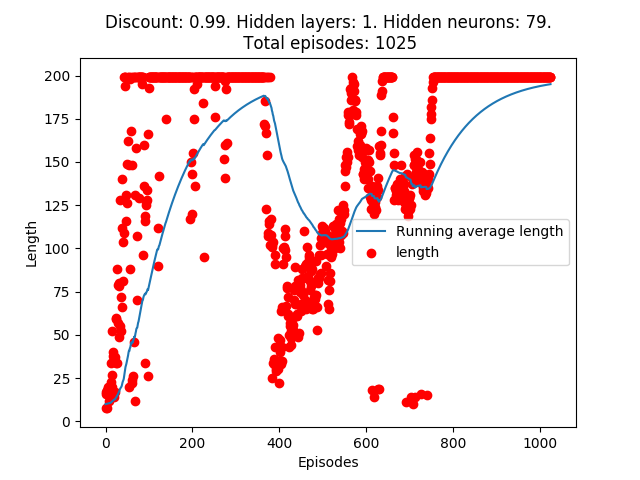 Discount: 0.99. Hidden layers: 1. Hidden neurons: 79.
Total episodes: 1025
200
175
150
125
100
75
50
25
0
Length
Running average length
length
0 200 400 600 800 1000
Episodes